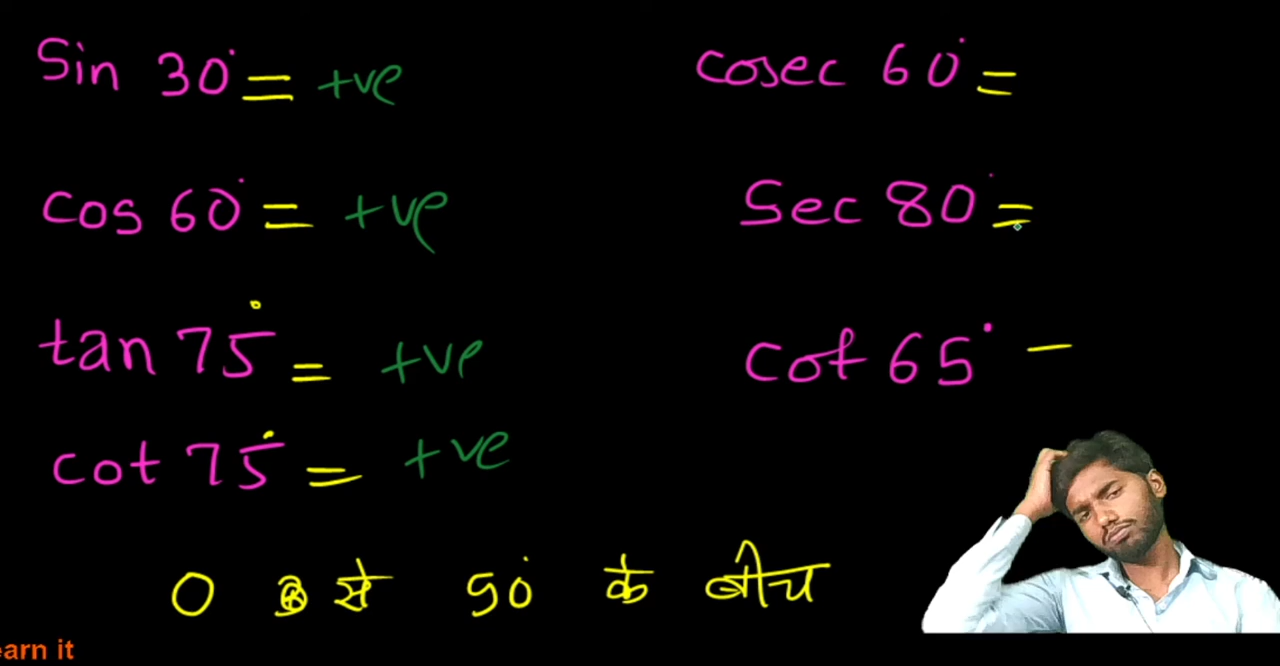 Sin 30° = +ve
cosec 60° =
cos 60° = +ve
Sec 80° =
tan 75° = +ve
cot 65° –
cot 75° = +ve
0 से 90° के बीच
earn it